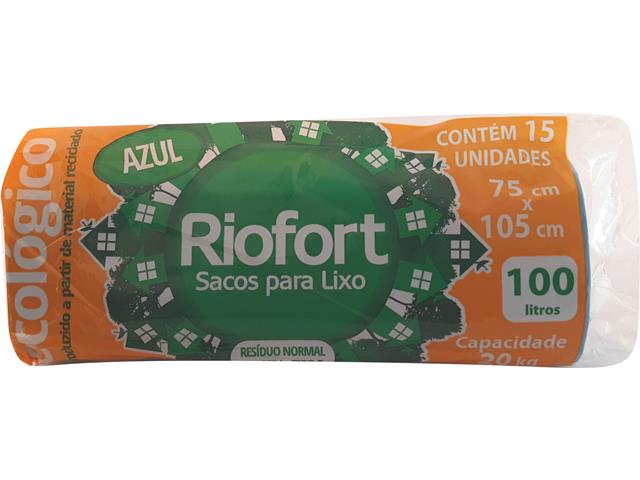 ecológico
oduzido a partir de material reciclado
AZUL
Riofort
Sacos para Lixo
RESÍDUO NORMAL
CONTÉM 15
UNIDADES
75 cm
x
105 cm
100
litros
Capacidade
20 kg